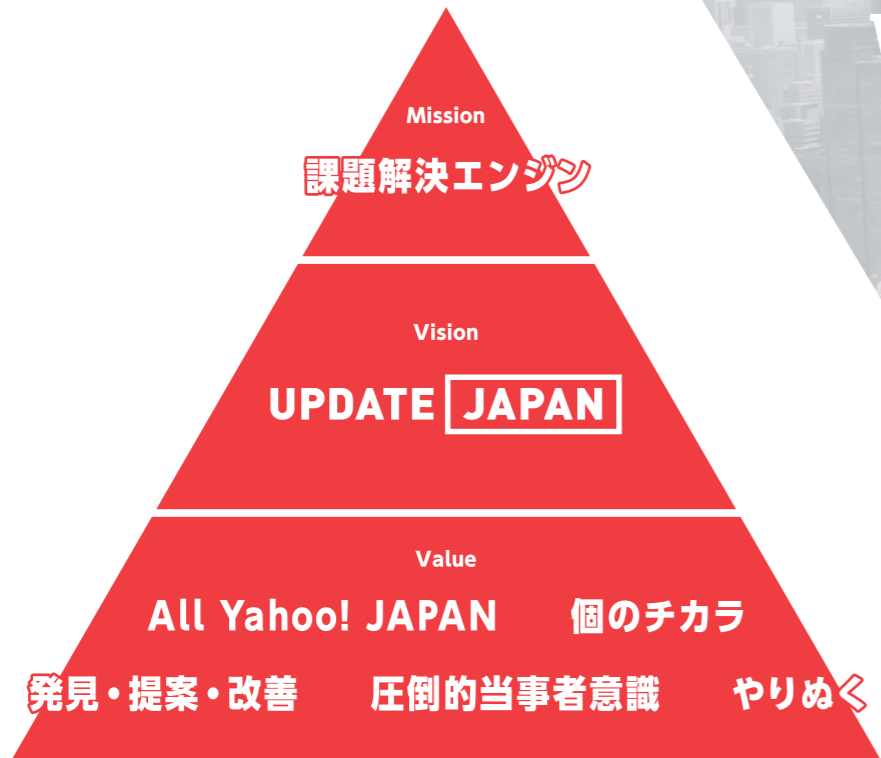 Mission
課題解決エンジン
Vision
UPDATE JAPAN
Value
All Yahoo! JAPAN 個のチカラ
発見・提案・改善 圧倒的当事者意識 やりぬく